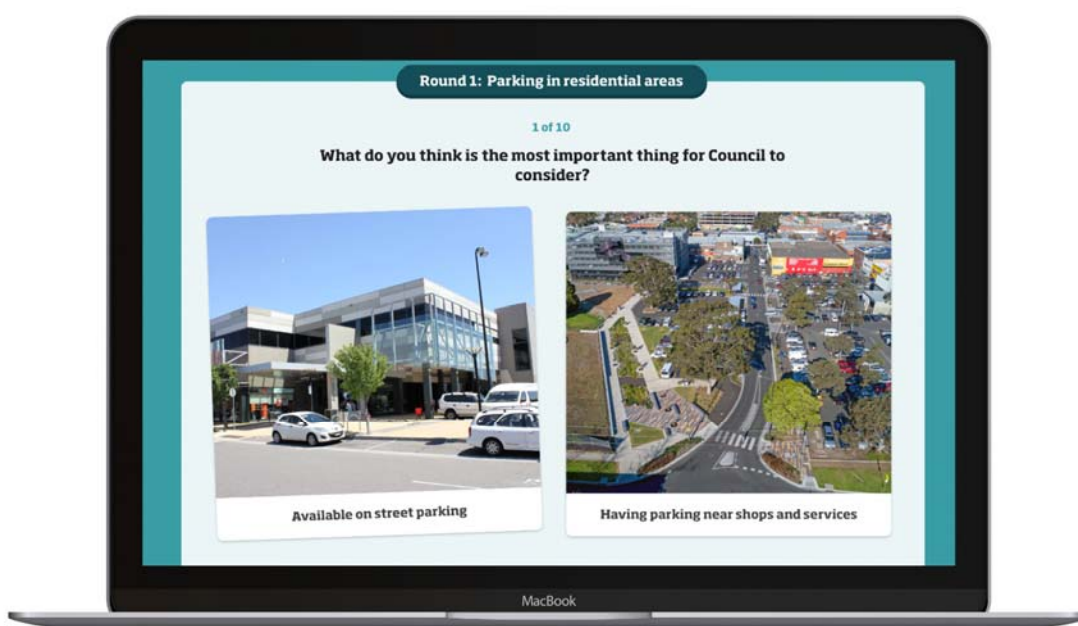 Round 1: Parking in residential areas
1 of 10
What do you think is the most important thing for Council to
consider?
Available on street parking
Having parking near shops and services
MacBook